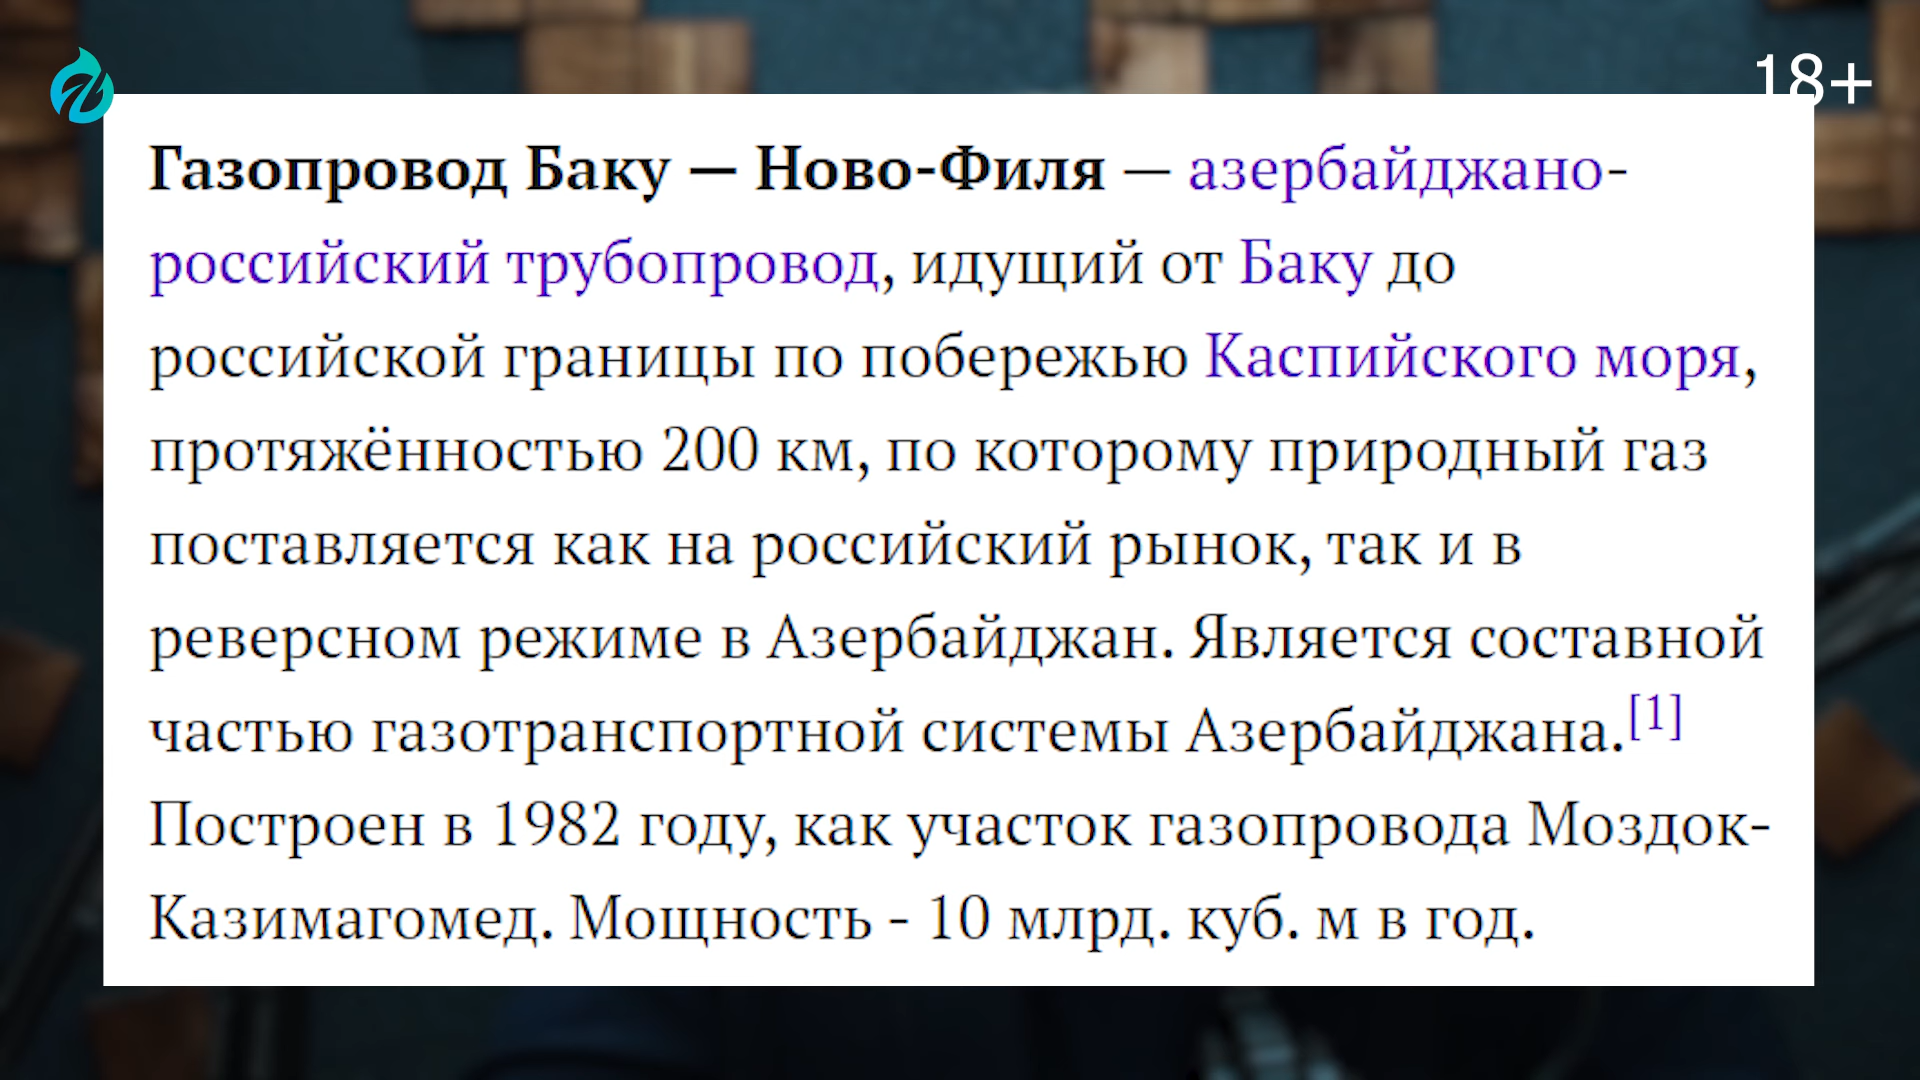 18+
Газопровод Баку — Ново-Филя — азербайджано-
российский трубопровод, идущий от Баку до
российской границы по побережью Каспийского моря,
протяжённостью 200 км, по которому природный газ
поставляется как на российский рынок, так и в
реверсном режиме в Азербайджан. Является составной
частью газотранспортной системы Азербайджана.[1]
Построен в 1982 году, как участок газопровода Моздок-
Казимагомед. Мощность - 10 млрд. куб. м в год.